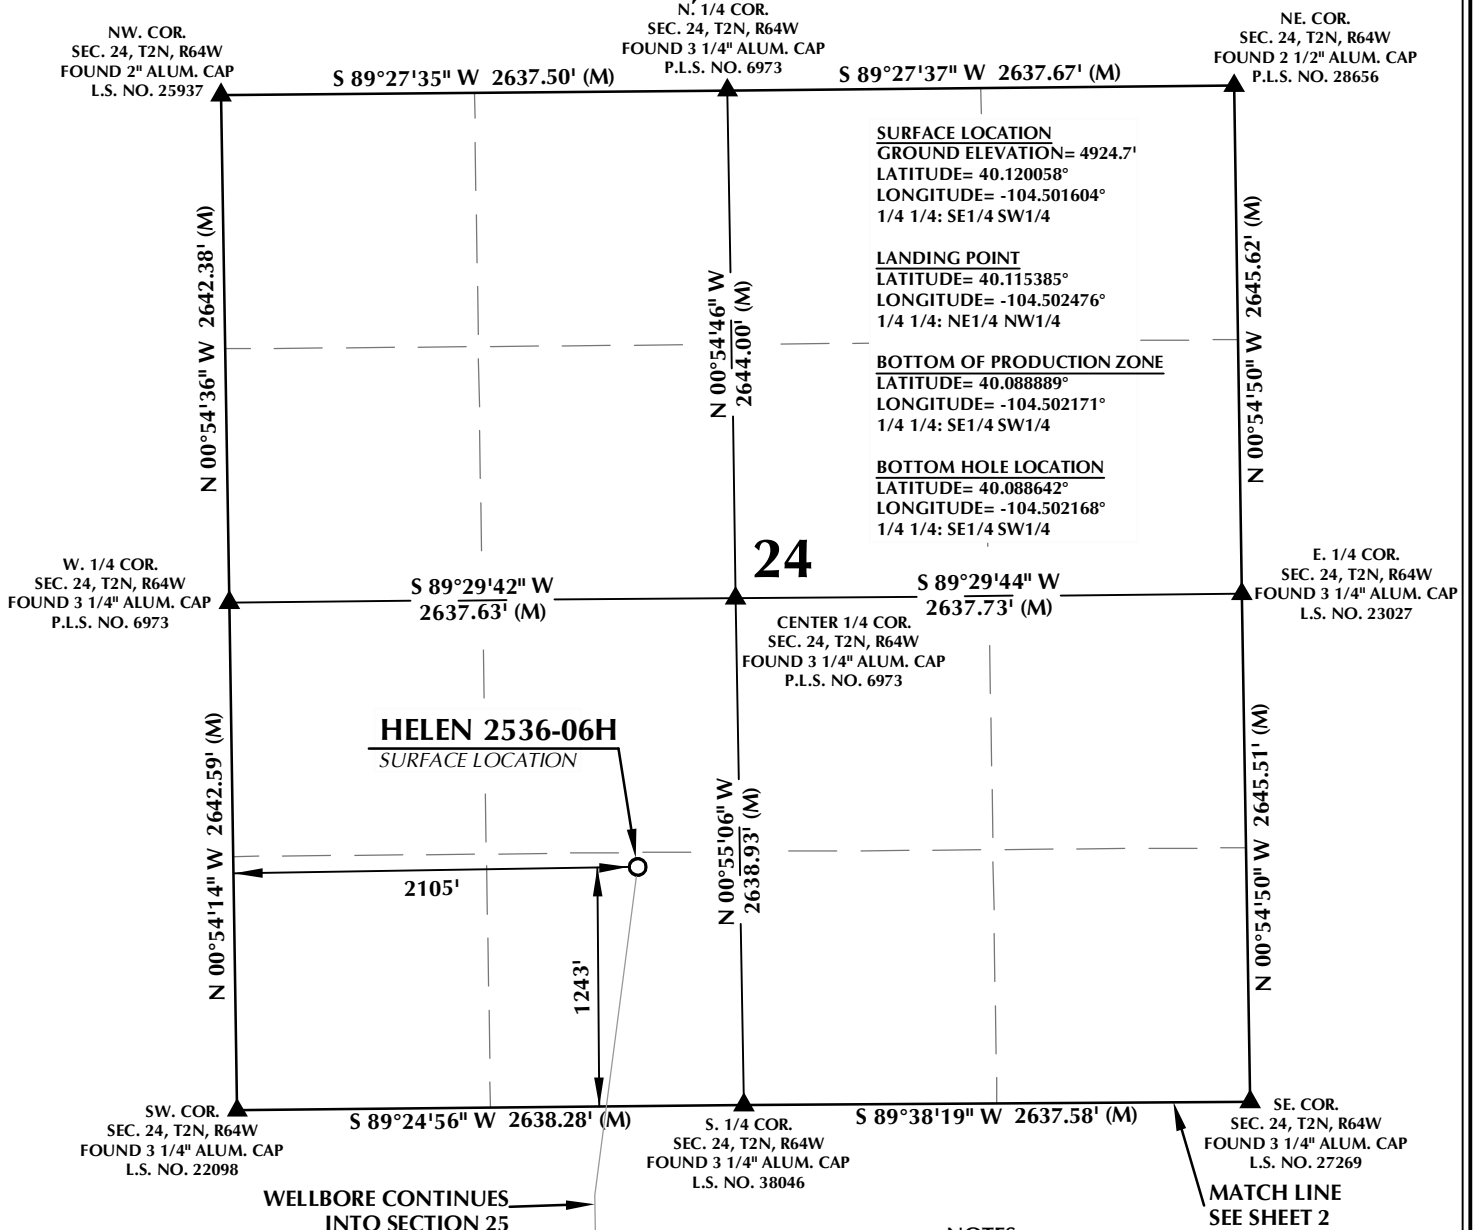 N. 1/4 COR.
SEC. 24, T2N, R64W
FOUND 3 1/4" ALUM. CAP
P.L.S. NO. 6973
NW. COR.
SEC. 24, T2N, R64W
FOUND 2" ALUM. CAP
L.S. NO. 25937
NE. COR.
SEC. 24, T2N, R64W
FOUND 2 1/2" ALUM. CAP
P.L.S. NO. 28656
S 89°27'35" W 2637.50' (M)
S 89°27'37" W 2637.67' (M)
SURFACE LOCATION
GROUND ELEVATION= 4924.7'
LATITUDE= 40.120058°
LONGITUDE= -104.501604°
1/4 1/4: SE1/4 SW1/4
LANDING POINT
LATITUDE= 40.115385°
LONGITUDE= -104.502476°
1/4 1/4: NE1/4 NW1/4
BOTTOM OF PRODUCTION ZONE
LATITUDE= 40.088889°
LONGITUDE= -104.502171°
1/4 1/4: SE1/4 SW1/4
BOTTOM HOLE LOCATION
LATITUDE= 40.088642°
LONGITUDE= -104.502168°
1/4 1/4: SE1/4 SW1/4
N 00°54'36" W 2642.38' (M)
N 00°54'46" W
2644.00' (M)
N 00°54'50" W 2645.62' (M)
24
W. 1/4 COR.
SEC. 24, T2N, R64W
FOUND 3 1/4" ALUM. CAP
P.L.S. NO. 6973
S 89°29'42" W
2637.63' (M)
S 89°29'44" W
2637.73' (M)
E. 1/4 COR.
SEC. 24, T2N, R64W
FOUND 3 1/4" ALUM. CAP
L.S. NO. 23027
CENTER 1/4 COR.
SEC. 24, T2N, R64W
FOUND 3 1/4" ALUM. CAP
P.L.S. NO. 6973
HELEN 2536-06H
SURFACE LOCATION
N 00°54'14" W 2642.59' (M)
N 00°55'06" W
2638.93' (M)
N 00°54'50" W 2645.51' (M)
2105'
1243'
SW. COR.
SEC. 24, T2N, R64W
FOUND 3 1/4" ALUM. CAP
L.S. NO. 22098
S 89°24'56" W 2638.28' (M)
S. 1/4 COR.
SEC. 24, T2N, R64W
FOUND 3 1/4" ALUM. CAP
L.S. NO. 38046
S 89°38'19" W 2637.58' (M)
SE. COR.
SEC. 24, T2N, R64W
FOUND 3 1/4" ALUM. CAP
L.S. NO. 27269
WELLBORE CONTINUES
INTO SECTION 25
MATCH LINE
SEE SHEET 2